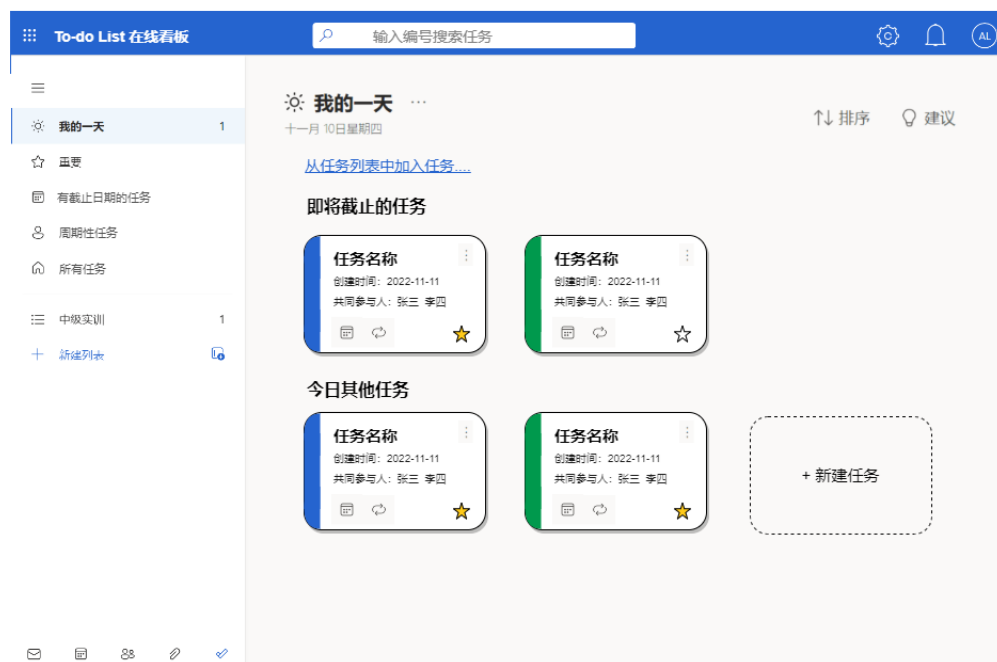 To-do List 在线看板
输入编号搜索任务
AL
我的一天 1
重要
有截止日期的任务
周期性任务
所有任务
中级实训 1
新建列表
我的一天 ...
十一月 10日星期四
排序
建议
从任务列表中加入任务....
即将截止的任务
任务名称
创建时间：2022-11-11
共同参与人：张三 李四
任务名称
创建时间：2022-11-11
共同参与人：张三 李四
今日其他任务
任务名称
创建时间：2022-11-11
共同参与人：张三 李四
任务名称
创建时间：2022-11-11
共同参与人：张三 李四
+ 新建任务